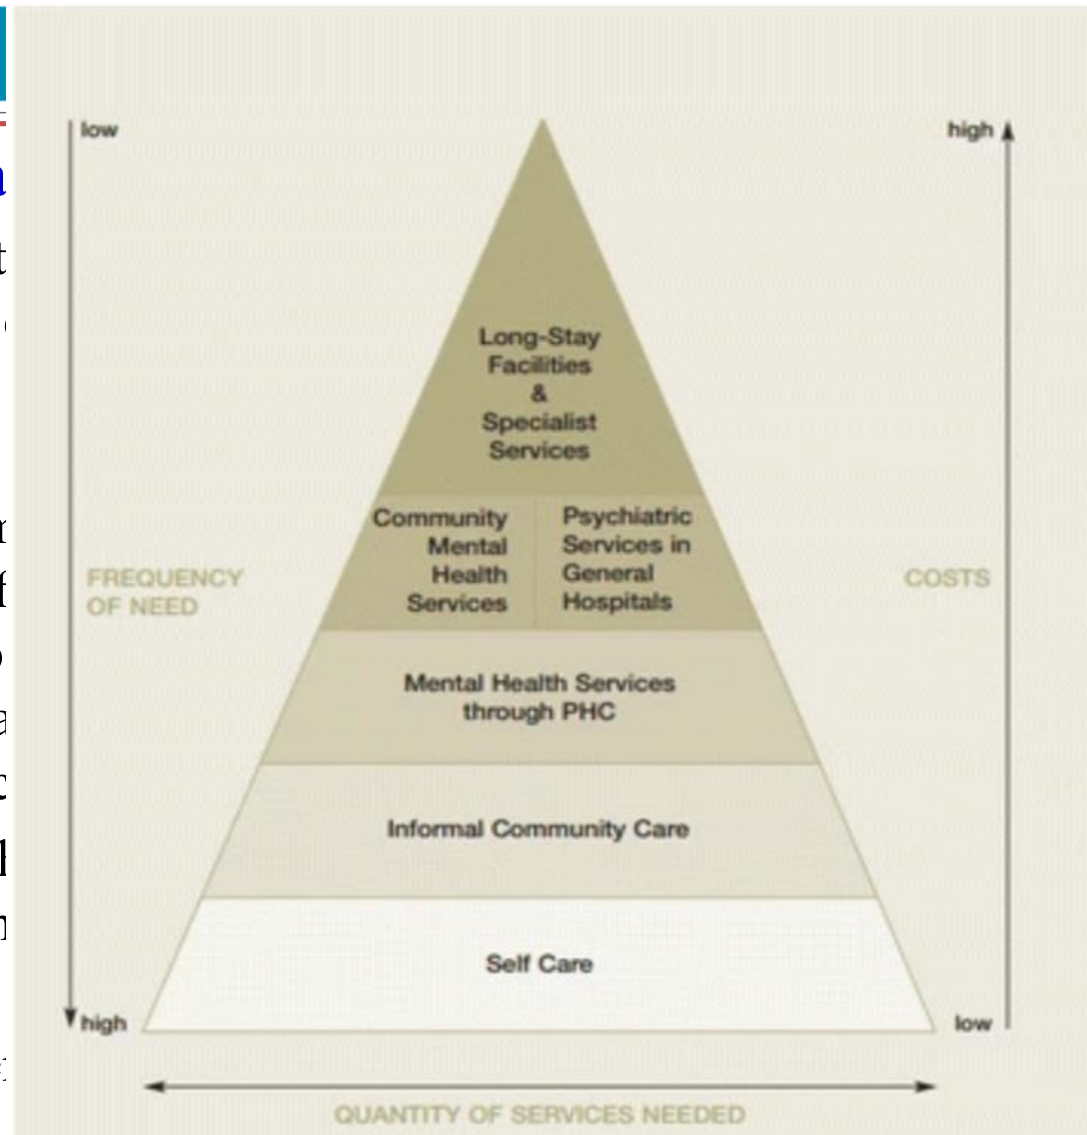 low
high
Long-Stay
Facilities
&
Specialist
Services
Community
Mental
Health
Services
Psychiatric
Services in
General
Hospitals
FREQUENCY
OF NEED
COSTS
Mental Health Services
through PHC
Informal Community Care
Self Care
high
low
QUANTITY OF SERVICES NEEDED